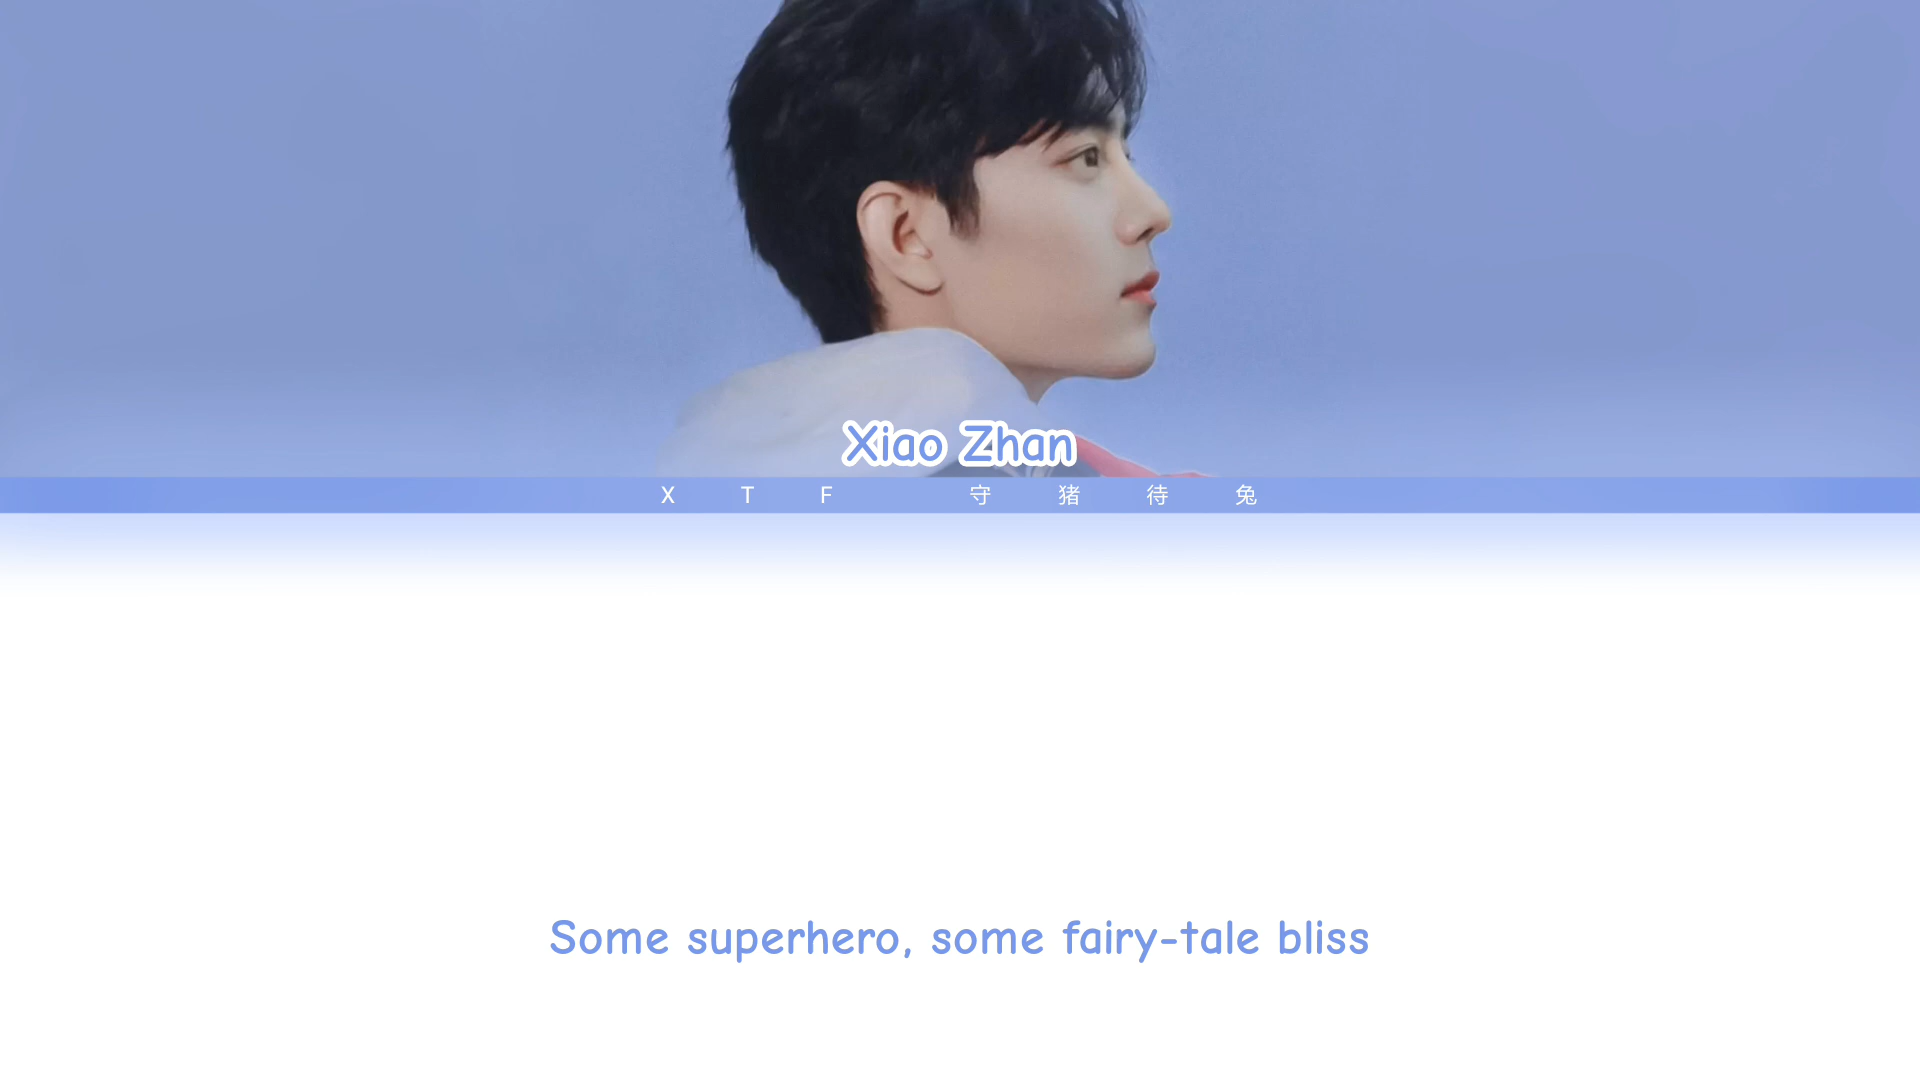 Xiao Zhan
X T F 守猪待兔
Some superhero, some fairy-tale bliss